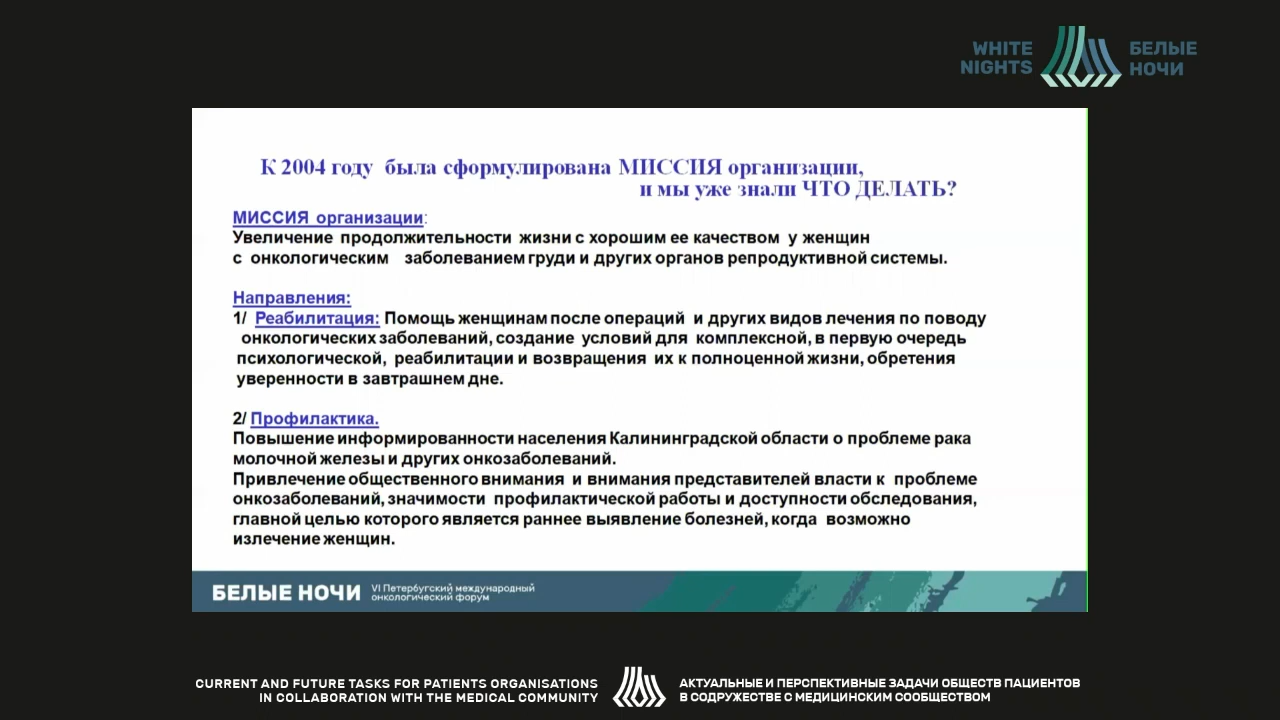 WHITE
NIGHTS
БЕЛЫЕ
НОЧИ
К 2004 году была сформулирована МИССИЯ организации,
и мы уже знали ЧТО ДЕЛАТЬ?
МИССИЯ организации:
Увеличение продолжительности жизни с хорошим ее качеством у женщин
с онкологическим заболеванием груди и других органов репродуктивной системы.
Направления:
1/ Реабилитация: Помощь женщинам после операций и других видов лечения по поводу
онкологических заболеваний, создание условий для комплексной, в первую очередь
психологической, реабилитации и возвращения их к полноценной жизни, обретения
уверенности в завтрашнем дне.
2/ Профилактика.
Повышение информированности населения Калининградской области о проблеме рака
молочной железы и других онкозаболеваний.
Привлечение общественного внимания и внимания представителей власти к проблеме
онкозаболеваний, значимости профилактической работы и доступности обследования,
главной целью которого является раннее выявление болезней, когда возможно
излечение женщин.
БЕЛЫЕ НОЧИ
VI Петербургский международный
онкологический форум
CURRENT AND FUTURE TASKS FOR PATIENTS ORGANISATIONS
IN COLLABORATION WITH THE MEDICAL COMMUNITY
АКТУАЛЬНЫЕ И ПЕРСПЕКТИВНЫЕ ЗАДАЧИ ОБЩЕСТВ ПАЦИЕНТОВ
В СОДРУЖЕСТВЕ С МЕДИЦИНСКИМ СООБЩЕСТВОМ